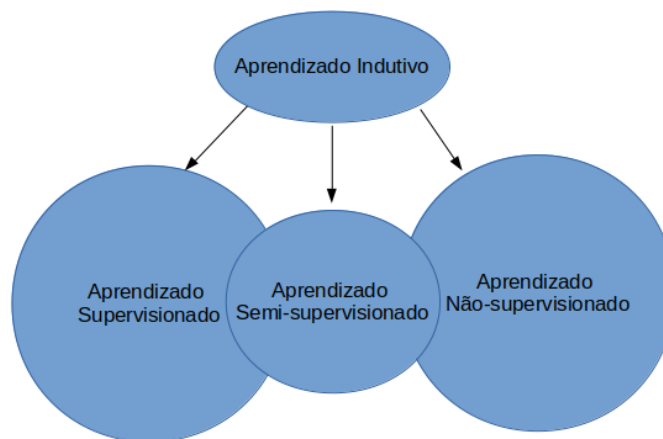 Aprendizado Indutivo
Aprendizado
Supervisionado
Aprendizado
Semi-supervisionado
Aprendizado
Não-supervisionado